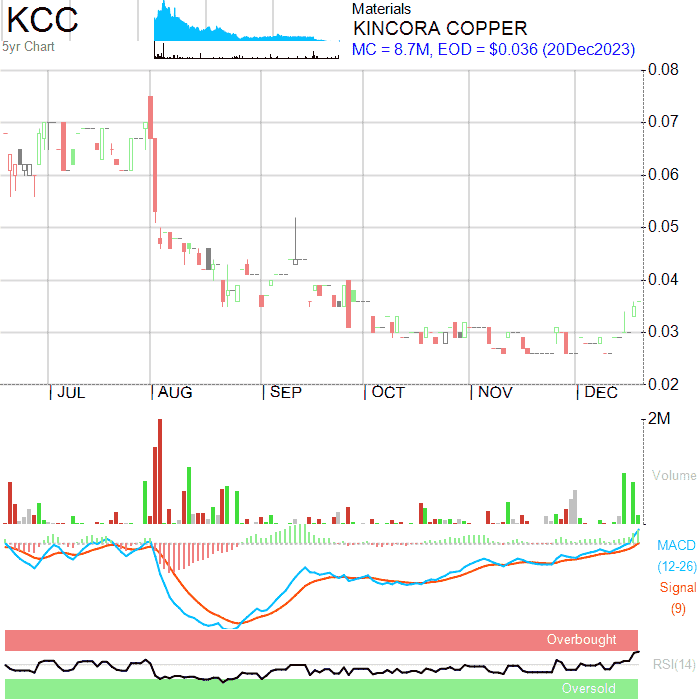 KCC
5yr Chart
Materials
KINCORA COPPER
MC = 8.7M, EOD = $0.036 (20Dec2023)
0.08
0.07
0.06
0.05
0.04
0.03
0.02
JUL AUG SEP OCT NOV DEC
2M
Volume
MACD
(12-26)
Signal
(9)
Overbought
RSI(14)
Oversold